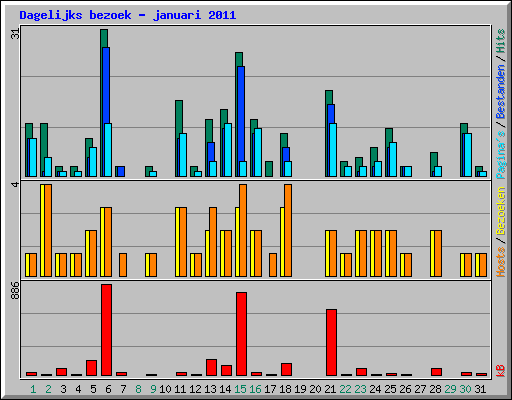 Dagelijks bezoek - januari 2011
31
4
886
Hits / Bestanden / Pagina's
Hosts / Bezoeken
kB
1 2 3 4 5 6 7 8 9 10 11 12 13 14 15 16 17 18 19 20 21 22 23 24 25 26 27 28 29 30 31